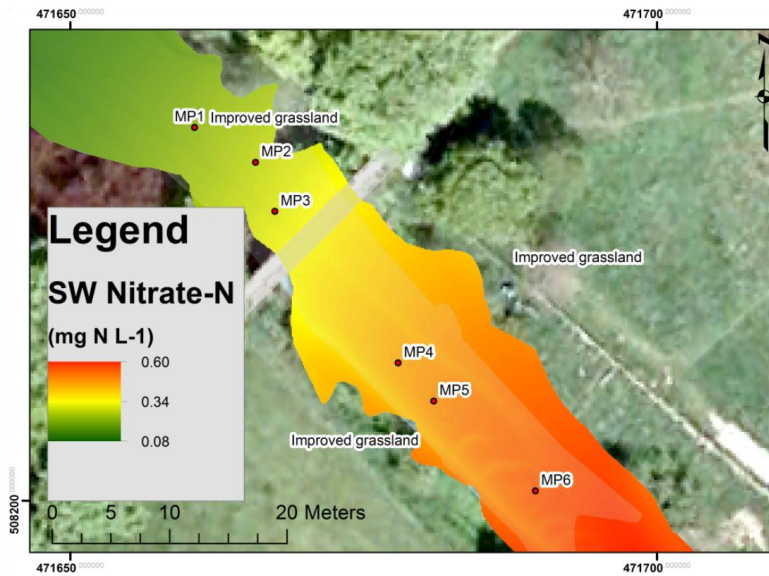 471650.000000
471700.000000
MP1
Improved grassland
MP2
MP3
Legend
SW Nitrate-N
(mg N L-1)
0.60
0.34
0.08
Improved grassland
MP4
MP5
Improved grassland
MP6
508200.000000
0 5 10 20 Meters
471650.000000
471700.000000